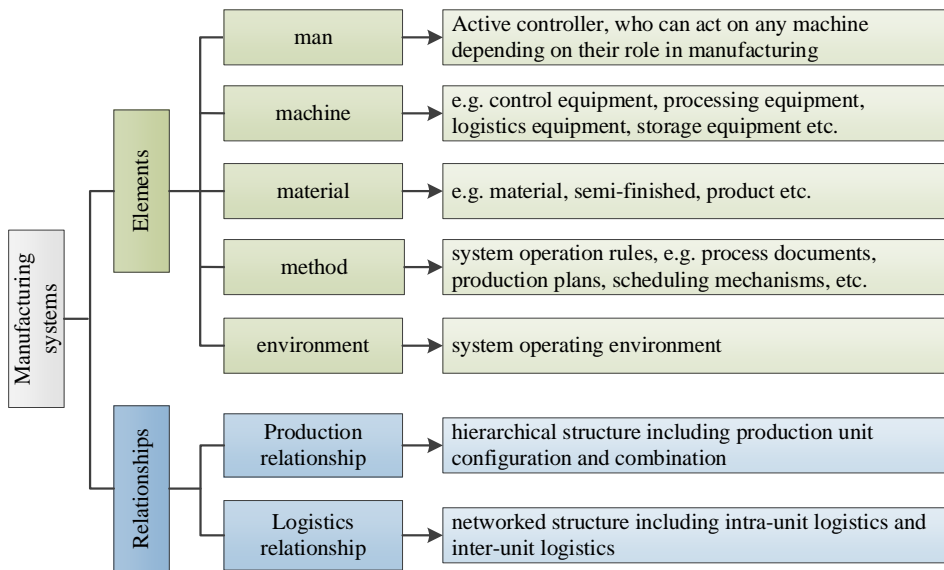 Manufacturing
systems
Elements
man
Active controller, who can act on any machine
depending on their role in manufacturing
machine
e.g. control equipment, processing equipment,
logistics equipment, storage equipment etc.
material
e.g. material, semi-finished, product etc.
method
system operation rules, e.g. process documents,
production plans, scheduling mechanisms, etc.
environment
system operating environment
Relationships
Production
relationship
hierarchical structure including production unit
configuration and combination
Logistics
relationship
networked structure including intra-unit logistics and
inter-unit logistics